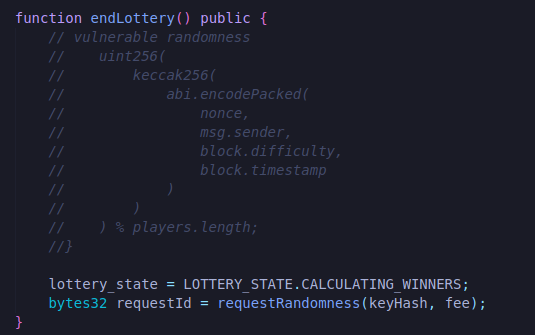 function endLottery() public {
    // vulnerable randomness
    //    uint256(
    //        keccak256(
    //            abi.encodePacked(
    //                nonce,
    //                msg.sender,
    //                block.difficulty,
    //                block.timestamp
    //            )
    //        )
    //    ) % players.length;
    //}

    lottery_state = LOTTERY_STATE.CALCULATING_WINNERS;
    bytes32 requestId = requestRandomness(keyHash, fee);
}